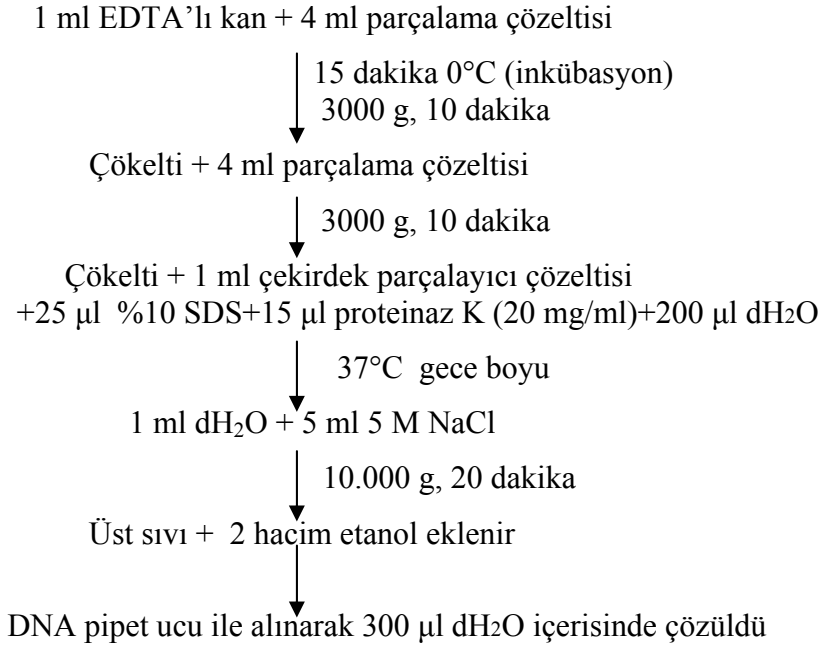 1 ml EDTA’lı kan + 4 ml parçalama çözeltisi
15 dakika 0°C (inkübasyon)
3000 g, 10 dakika
Çökelti + 4 ml parçalama çözeltisi
3000 g, 10 dakika
Çökelti + 1 ml çekirdek parçalayıcı çözeltisi
+25 μl %10 SDS+15 μl proteinaz K (20 mg/ml)+200 μl dH2O
37°C gece boyu
1 ml dH₂O + 5 ml 5 M NaCl
10.000 g, 20 dakika
Üst sıvı + 2 hacim etanol eklenir
DNA pipet ucu ile alınarak 300 μl dH2O içerisinde çözüldü